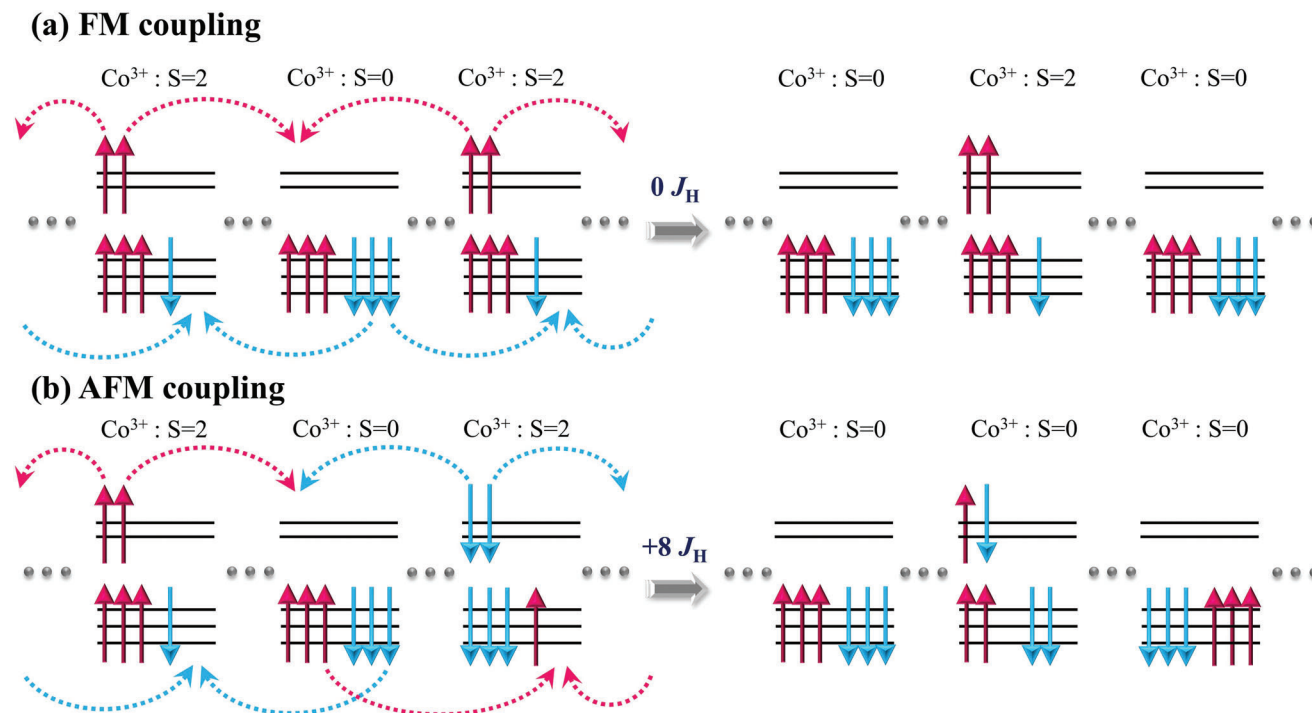 (a) FM coupling
Co³⁺ : S=2 Co³⁺ : S=0 Co³⁺ : S=2 Co³⁺ : S=0 Co³⁺ : S=2 Co³⁺ : S=0
0 J_H
(b) AFM coupling
Co³⁺ : S=2 Co³⁺ : S=0 Co³⁺ : S=2 Co³⁺ : S=0 Co³⁺ : S=0 Co³⁺ : S=0
+8 J_H